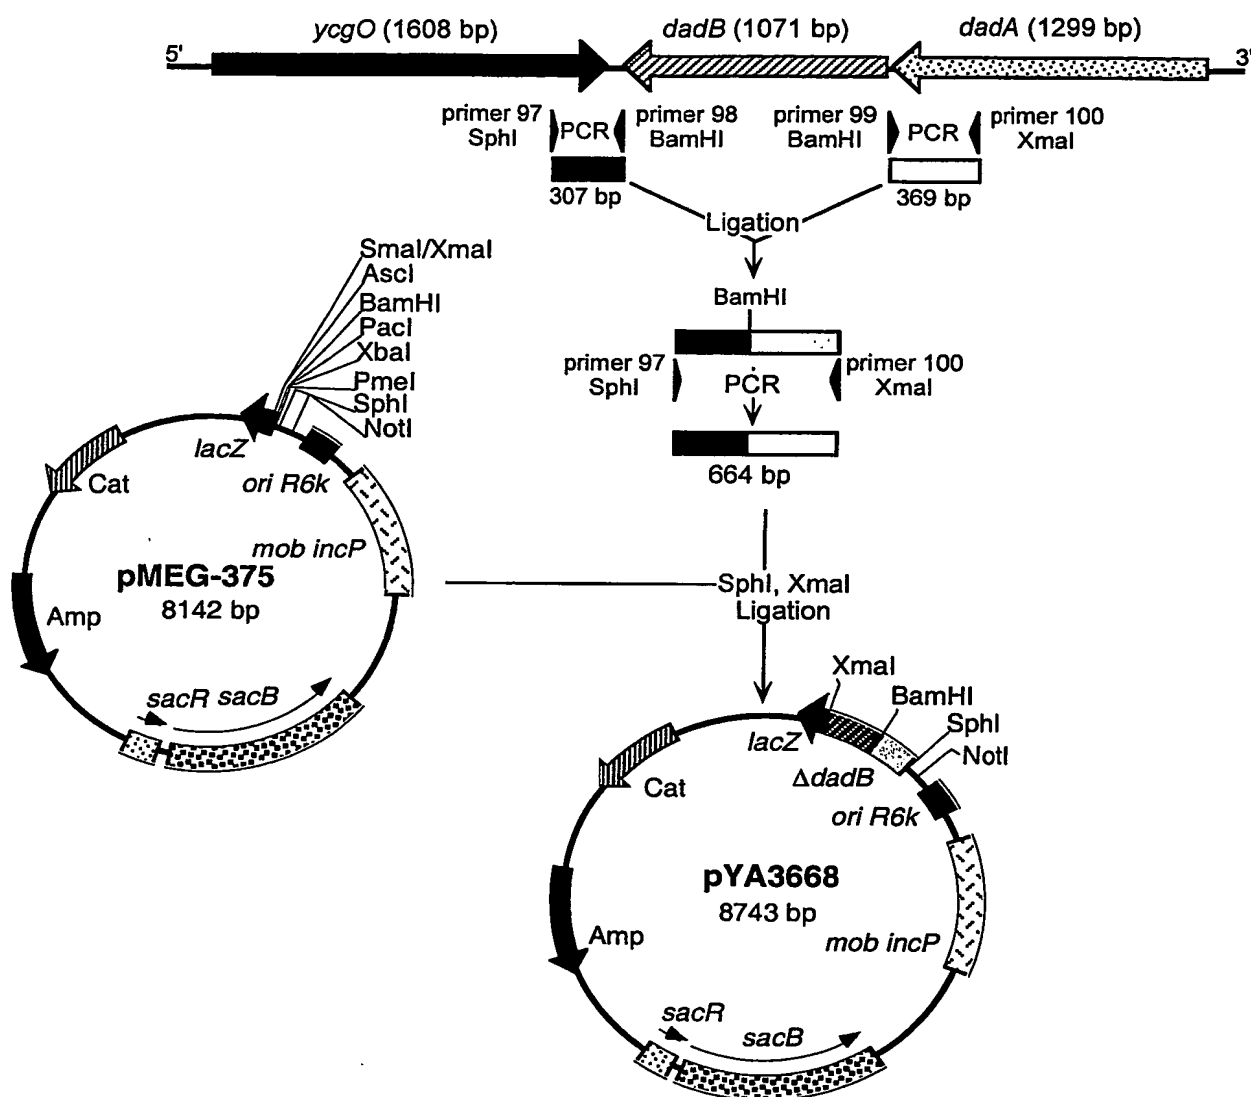 ycgO (1608 bp)
dadB (1071 bp)
dadA (1299 bp)
5'
3'
primer 97
SphI
PCR
primer 98
BamHI
primer 99
BamHI
PCR
primer 100
XmaI
307 bp
369 bp
Ligation
BamHI
primer 97
SphI
PCR
primer 100
XmaI
664 bp
SmaI/XmaI
AscI
BamHI
PacI
XbaI
PmeI
SphI
NotI
lacZ
ori R6k
Cat
mob incP
pMEG-375
8142 bp
Amp
sacR sacB
SphI, XmaI
Ligation
XmaI
BamHI
SphI
NotI
lacZ
ΔdadB
Cat
ori R6k
pYA3668
8743 bp
Amp
mob incP
sacR
sacB